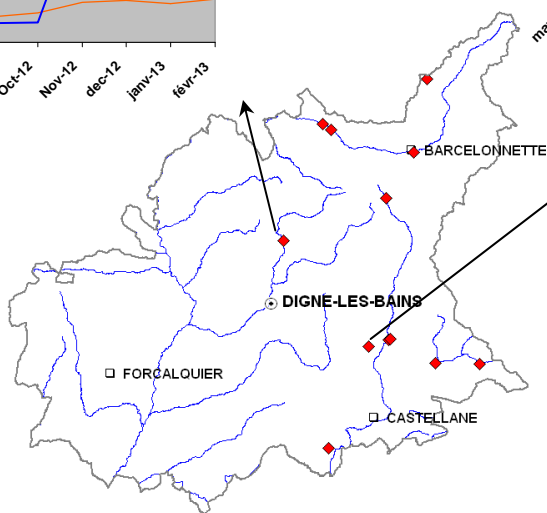 Oct-12
Nov-12
dec-12
janv-13
févr-13
BARCELONNETTE
DIGNE-LES-BAINS
FORCALQUIER
CASTELLANE